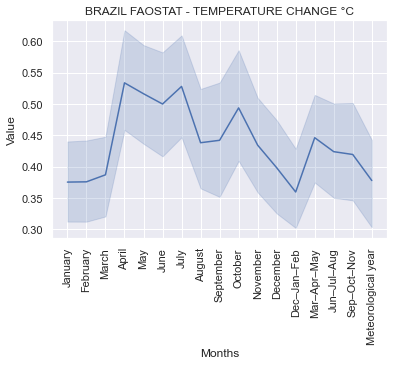 BRAZIL FAOSTAT - TEMPERATURE CHANGE °C
Value
0.60
0.55
0.50
0.45
0.40
0.35
0.30
January
February
March
April
May
June
July
August
September
October
November
December
Dec–Jan–Feb
Mar–Apr–May
Jun–Jul–Aug
Sep–Oct–Nov
Meteorological year
Months